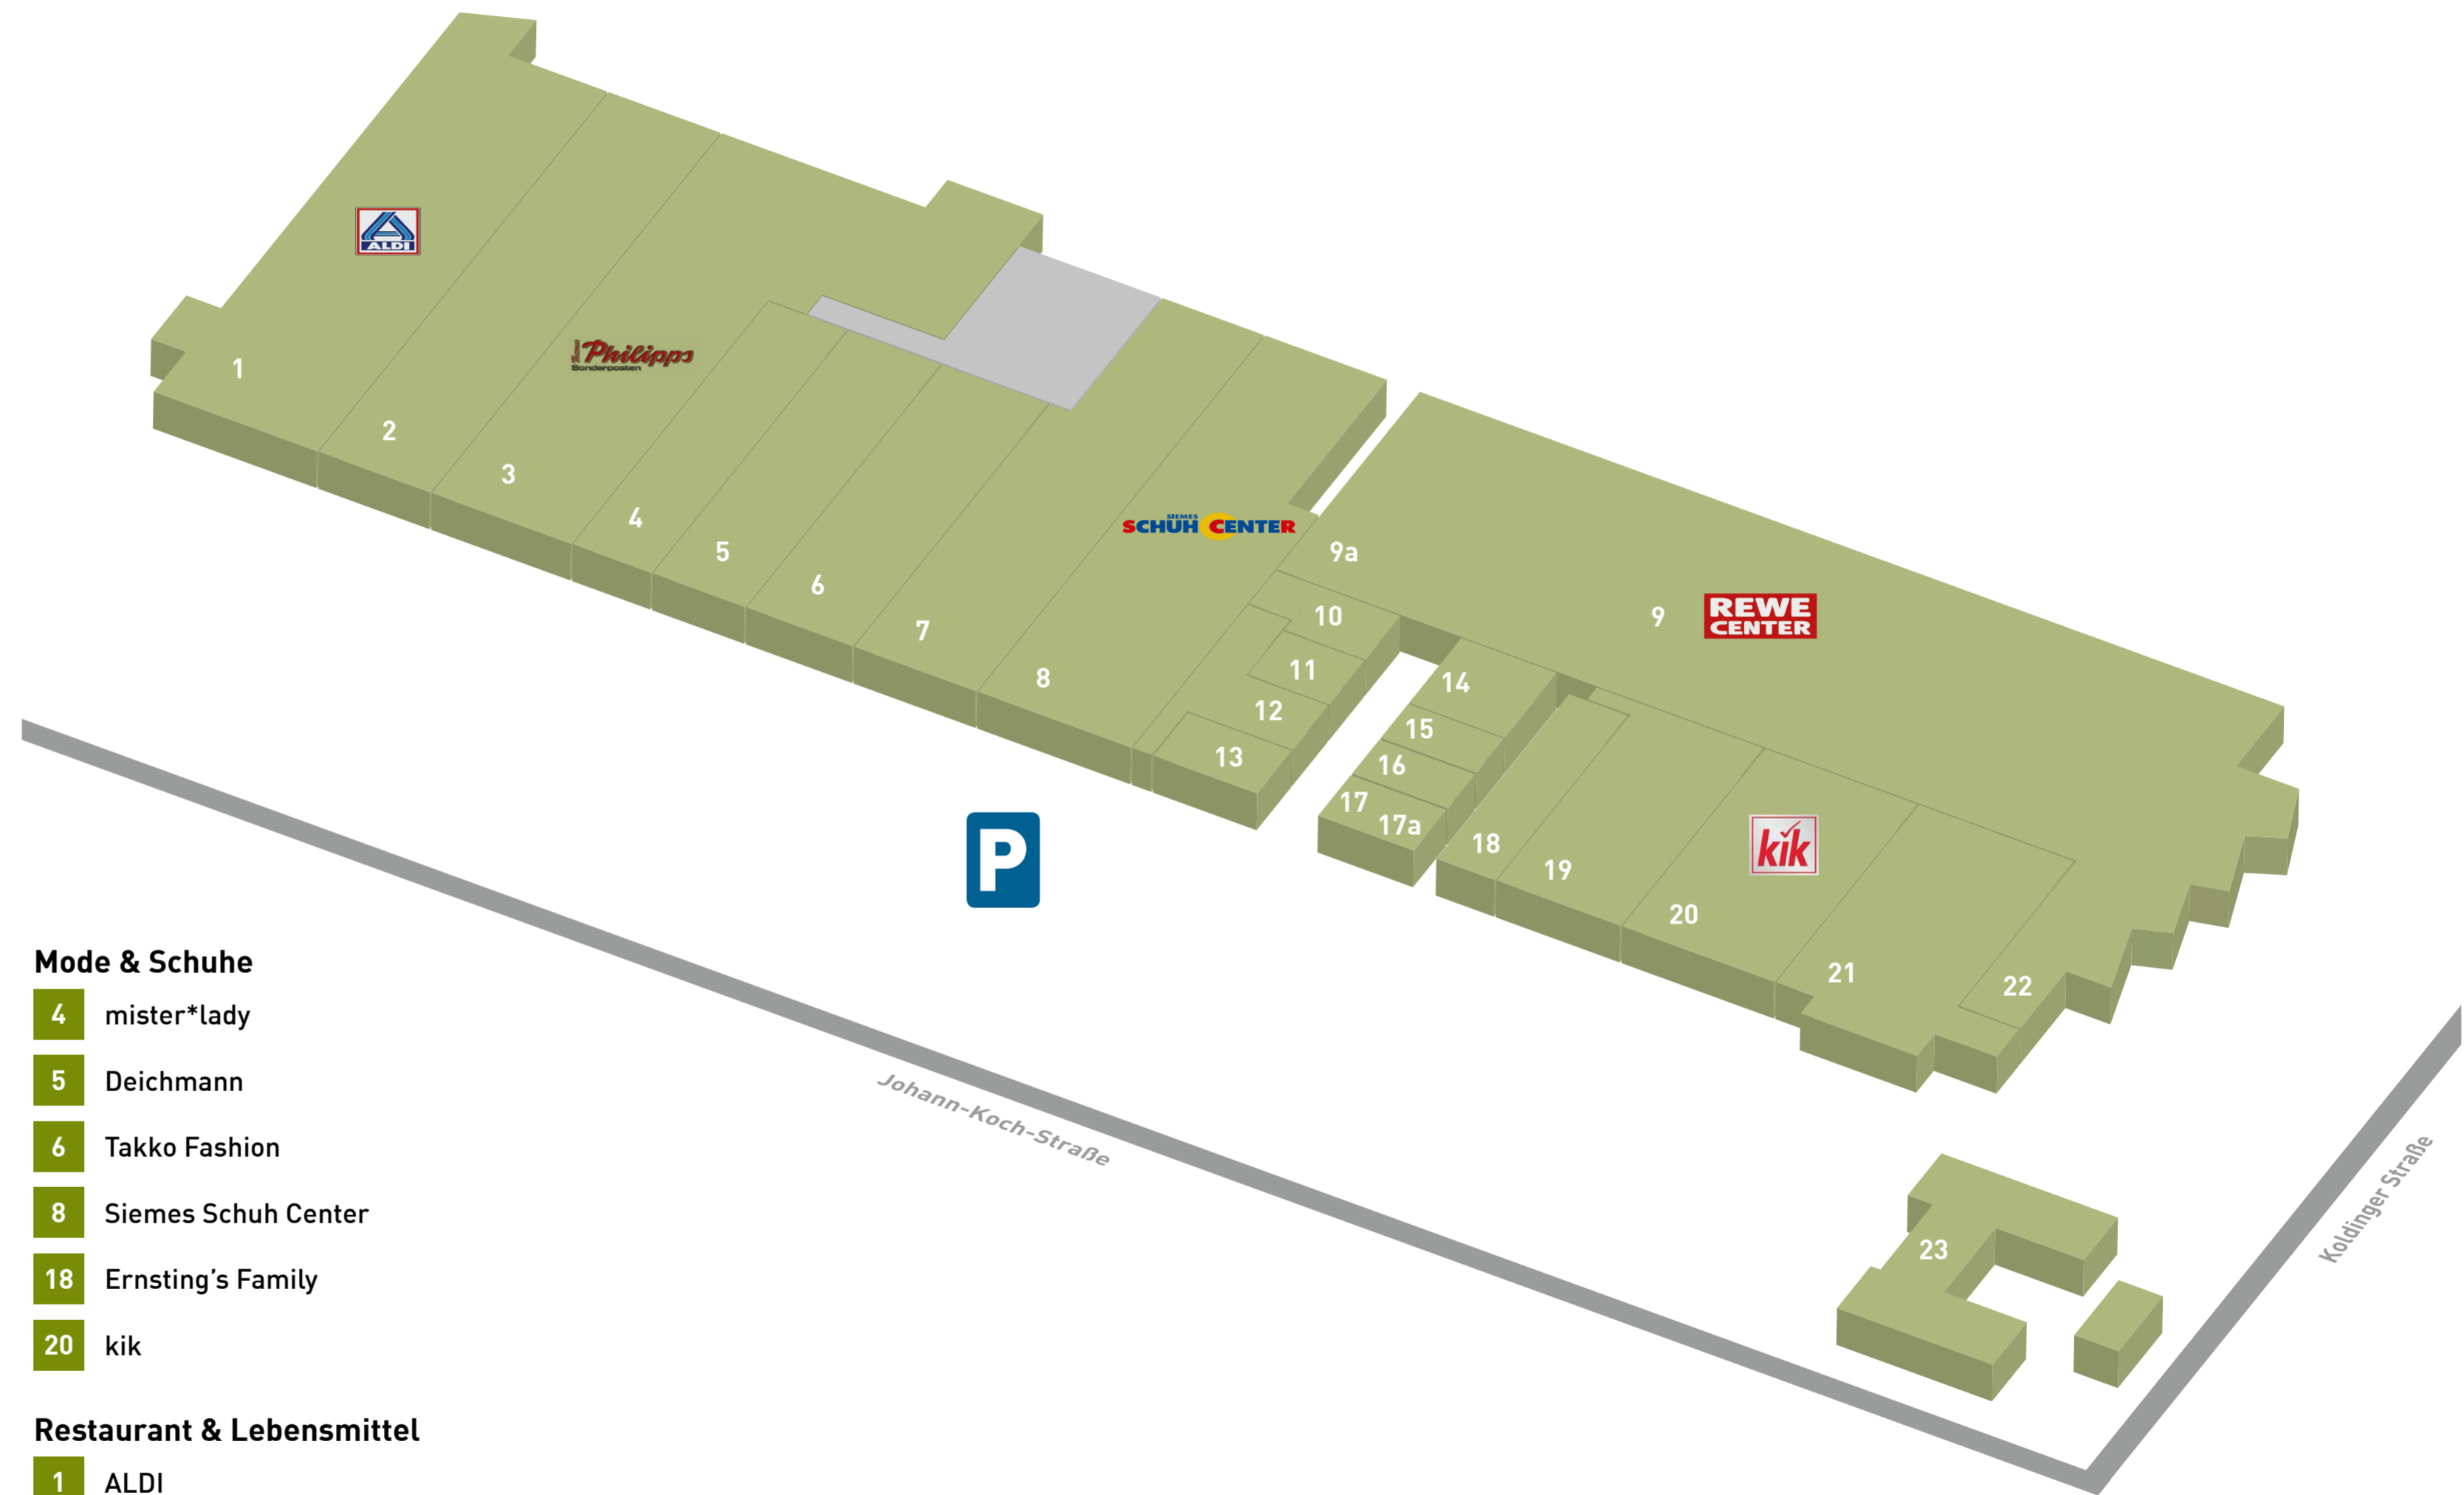 ALDI
1
2
Thomas Philipps
Sonderposten
3
4
5
6
7
8
SIEMES
SCHUH CENTER
9a
9
REWE
CENTER
10
11
12
13
14
15
16
17
17a
18
19
20
kik
21
22
23
P
Johann-Koch-Straße
Koldinger Straße
Mode & Schuhe
4 mister*lady
5 Deichmann
6 Takko Fashion
8 Siemes Schuh Center
18 Ernsting’s Family
20 kik
Restaurant & Lebensmittel
1 ALDI